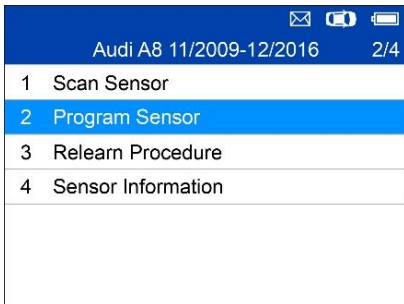 Audi A8 11/2009-12/2016 2/4
1 Scan Sensor
2 Program Sensor
3 Relearn Procedure
4 Sensor Information